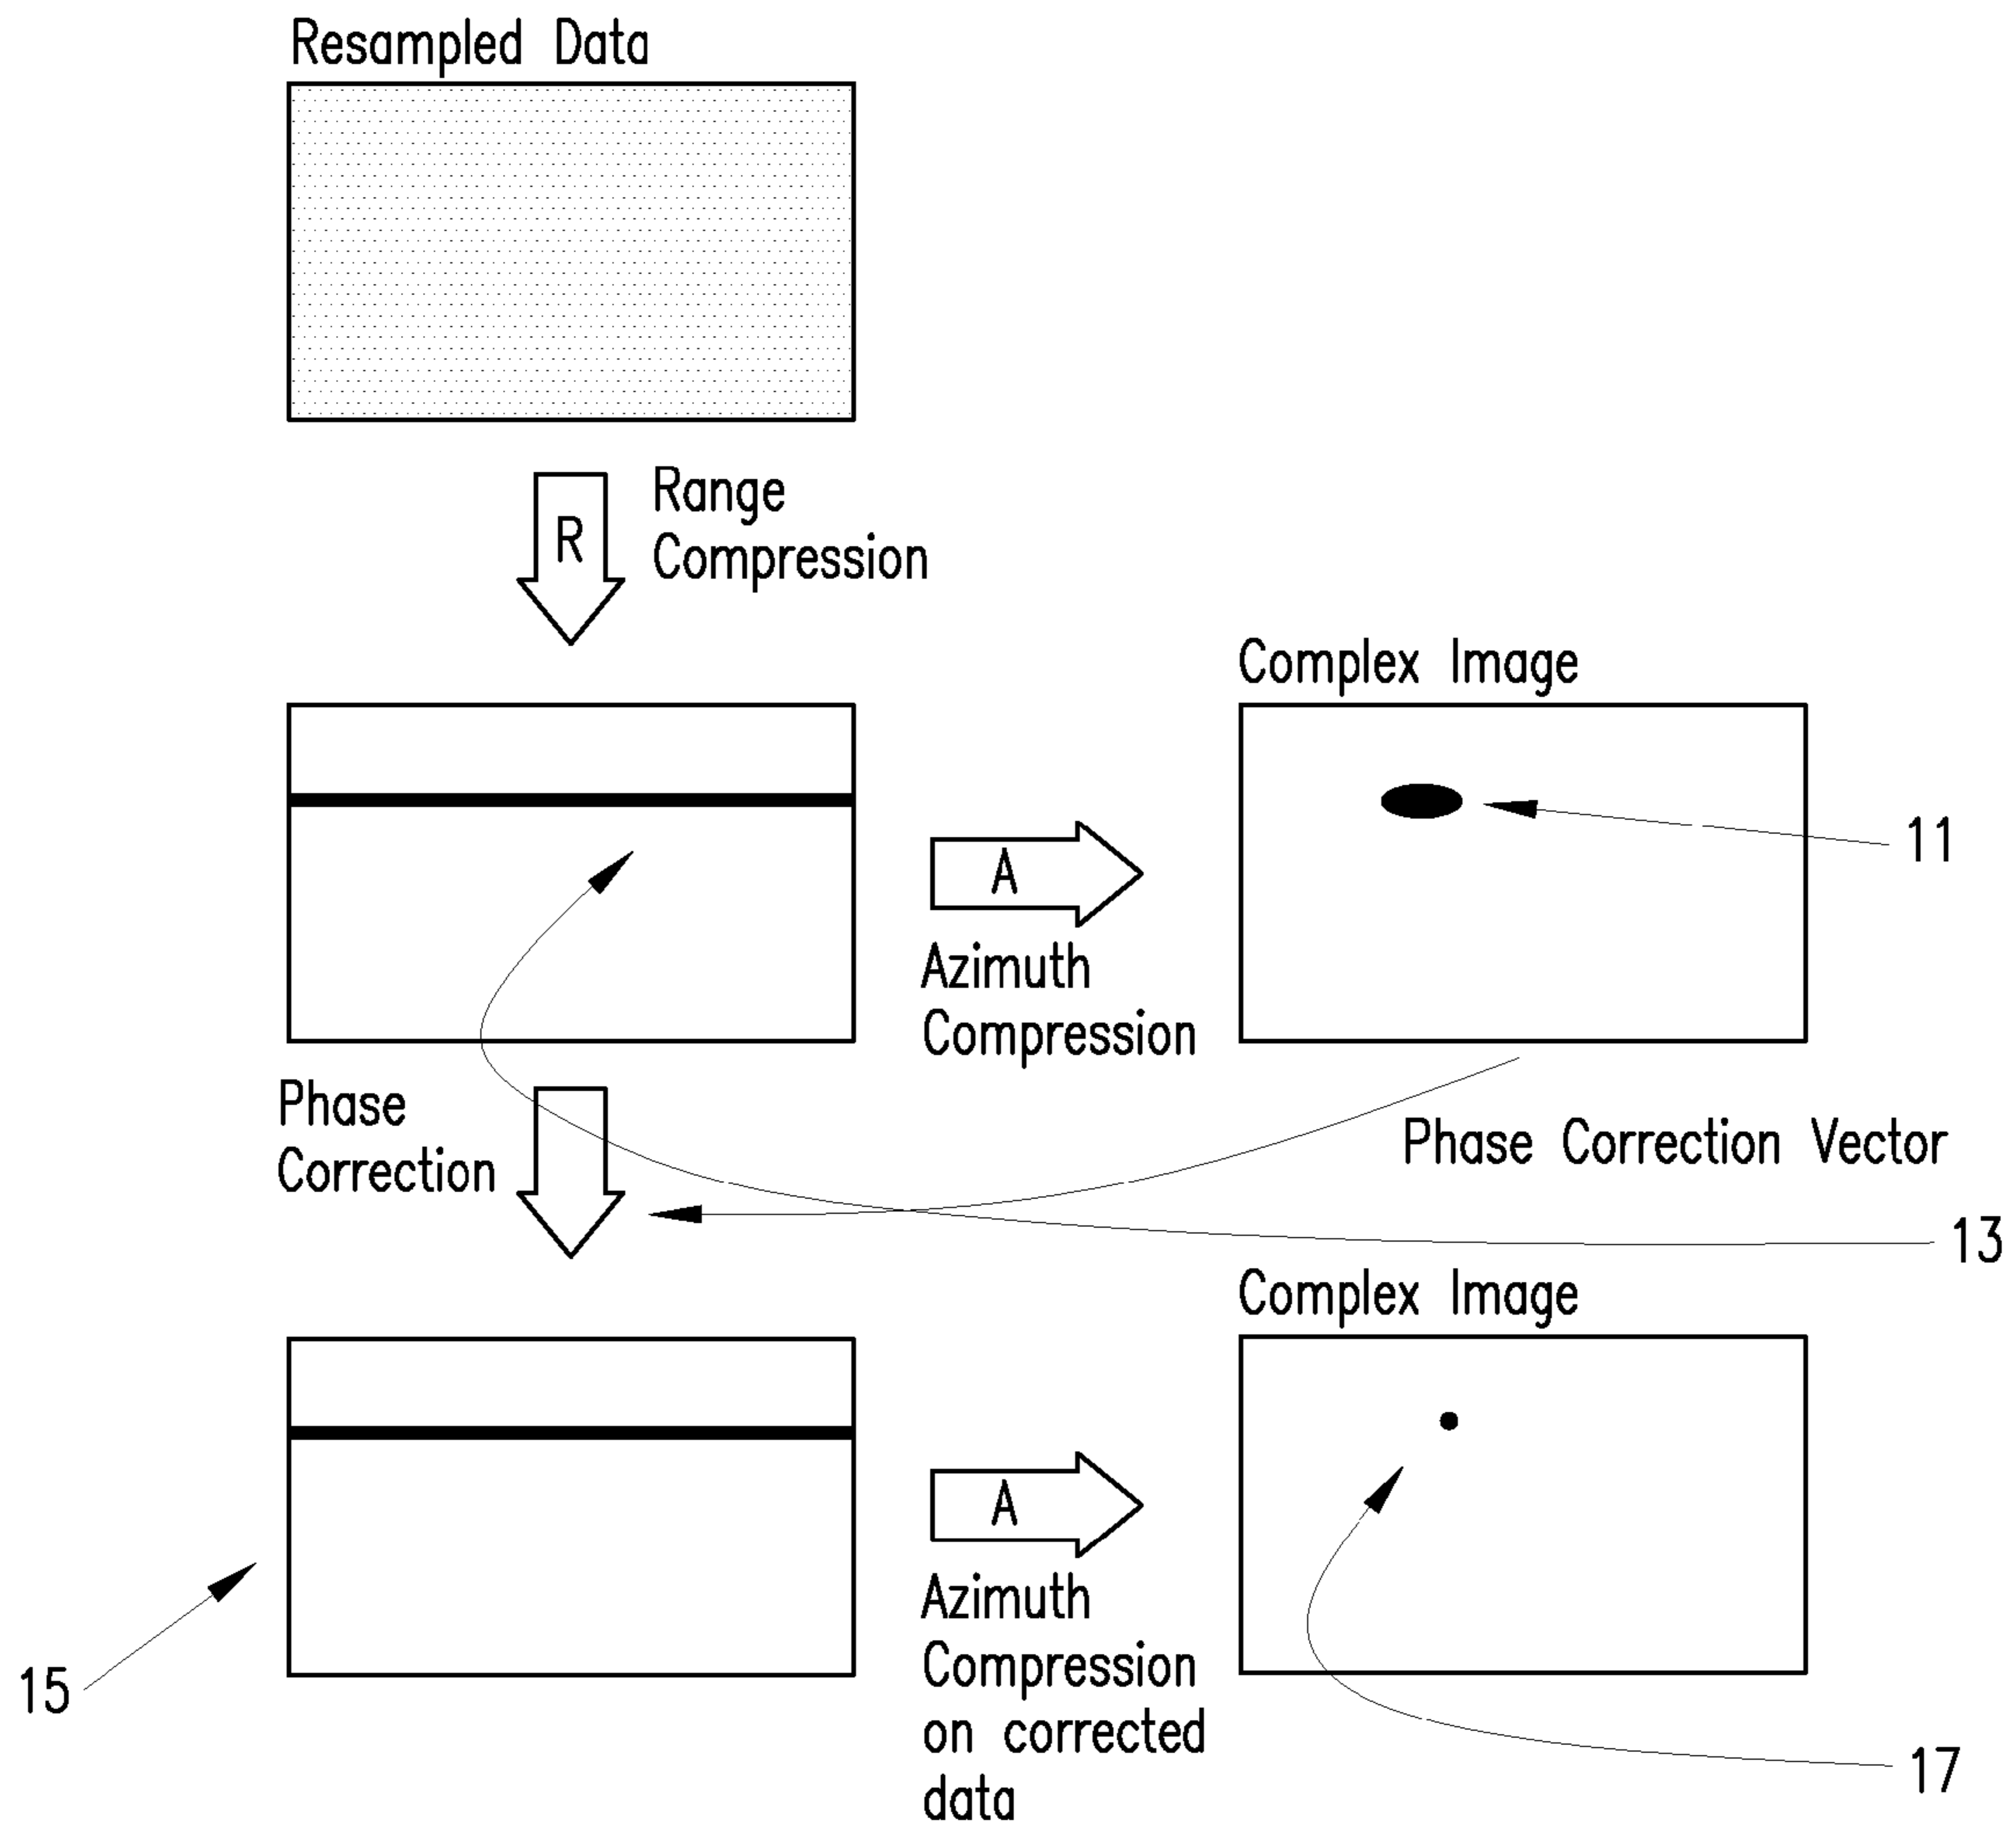 Resampled Data
R
Range
Compression
Complex Image
11
A
Azimuth
Compression
Phase
Correction
Phase Correction Vector
13
Complex Image
A
Azimuth
Compression
on corrected
data
15
17